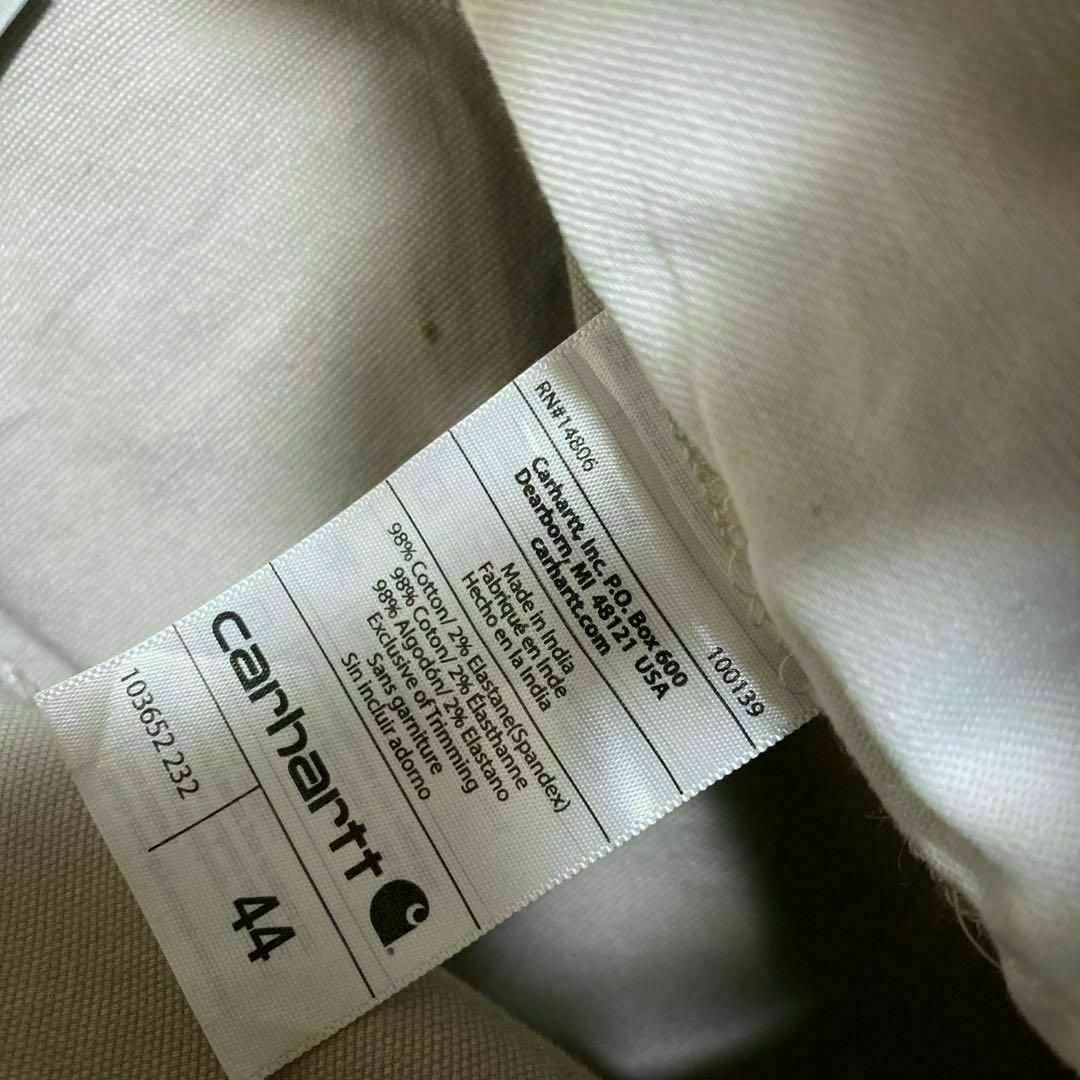 RN#14806
100139
Carhartt, Inc. P.O. Box 600
Dearborn, MI 48121 USA
carhartt.com
Made in India
Fabriqué en Inde
Hecho en la India
98% Cotton/ 2% Elastane(Spandex)
98% Coton/ 2% Élasthanne
98% Algodón/ 2% Elastano
Exclusive of Trimming
Sans garniture
Sin incluir adorno
carhartt
103652 232
44